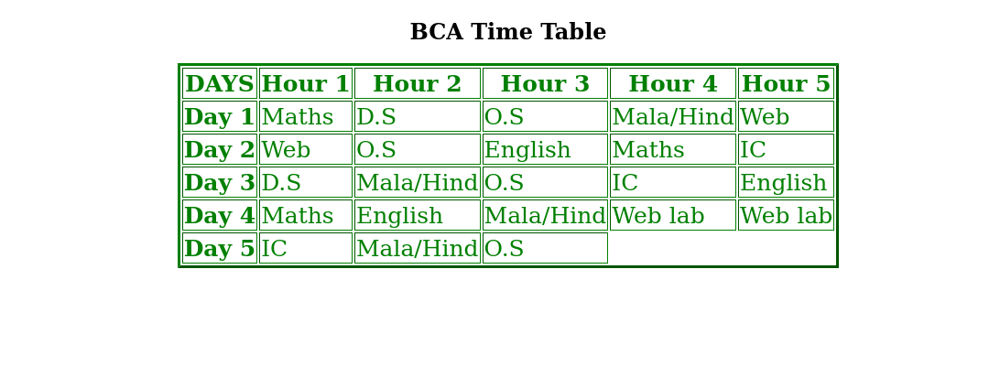 BCA Time Table
DAYS Hour 1 Hour 2 Hour 3 Hour 4 Hour 5
Day 1 Maths D.S O.S Mala/Hind Web
Day 2 Web O.S English Maths IC
Day 3 D.S Mala/Hind O.S IC English
Day 4 Maths English Mala/Hind Web lab Web lab
Day 5 IC Mala/Hind O.S